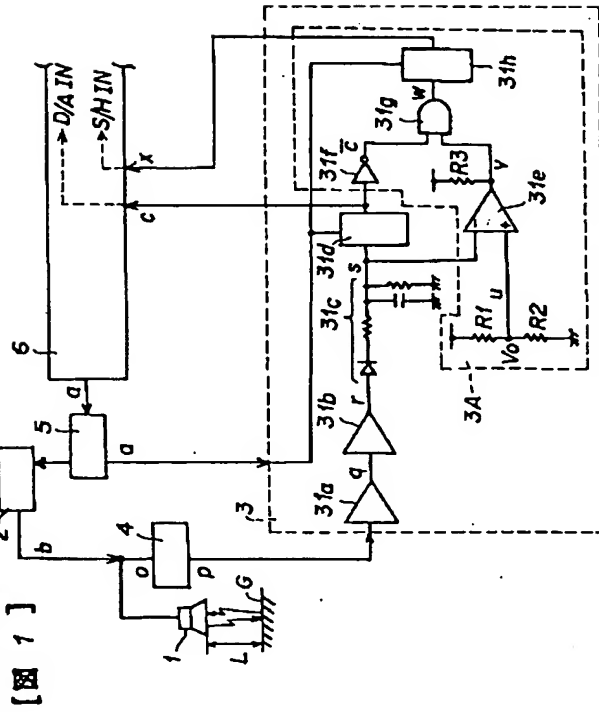 [図 1]
6
D/A IN
S/H IN
a
5
2
a
b
c
x
3
31f
c̄
31g
w
31h
o
4
p
1
L
G
31a
q
31b
r
31c
s
31d
R3
v
31e
u
R1
Vo
R2
3A